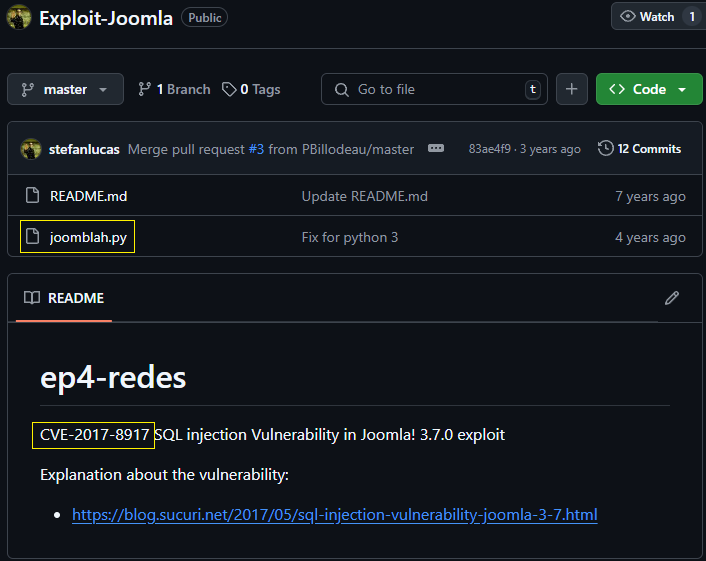 Exploit-Joomla Public Watch 1
master 1 Branch 0 Tags Go to file t Code
stefanlucas Merge pull request #3 from PBillodeau/master 83ae4f9 · 3 years ago 12 Commits
README.md Update README.md 7 years ago
joomblah.py Fix for python 3 4 years ago
README
ep4-redes
CVE-2017-8917 SQL injection Vulnerability in Joomla! 3.7.0 exploit
Explanation about the vulnerability:
• https://blog.sucuri.net/2017/05/sql-injection-vulnerability-joomla-3-7.html